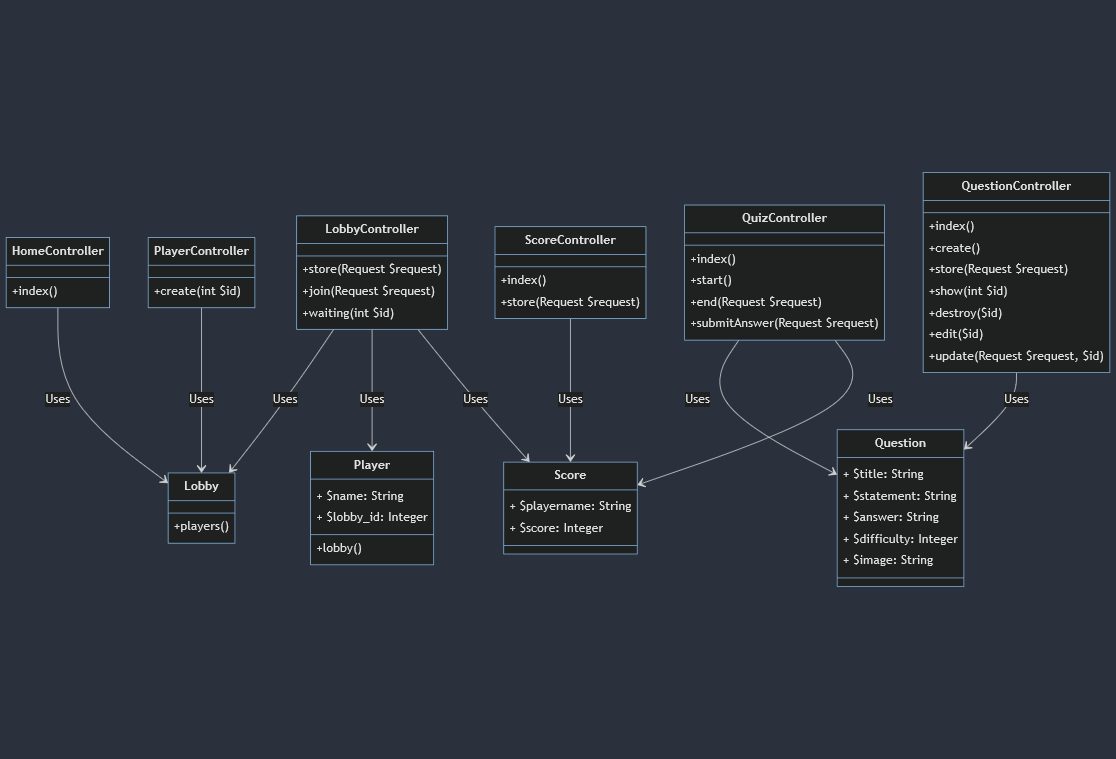 HomeController
+index()
PlayerController
+create(int $id)
LobbyController
+store(Request $request)
+join(Request $request)
+waiting(int $id)
ScoreController
+index()
+store(Request $request)
QuizController
+index()
+start()
+end(Request $request)
+submitAnswer(Request $request)
QuestionController
+index()
+create()
+store(Request $request)
+show(int $id)
+destroy($id)
+edit($id)
+update(Request $request, $id)
Uses
Uses
Uses
Uses
Uses
Uses
Uses
Uses
Uses
Lobby
+players()
Player
+ $name: String
+ $lobby_id: Integer
+lobby()
Score
+ $playername: String
+ $score: Integer
Question
+ $title: String
+ $statement: String
+ $answer: String
+ $difficulty: Integer
+ $image: String